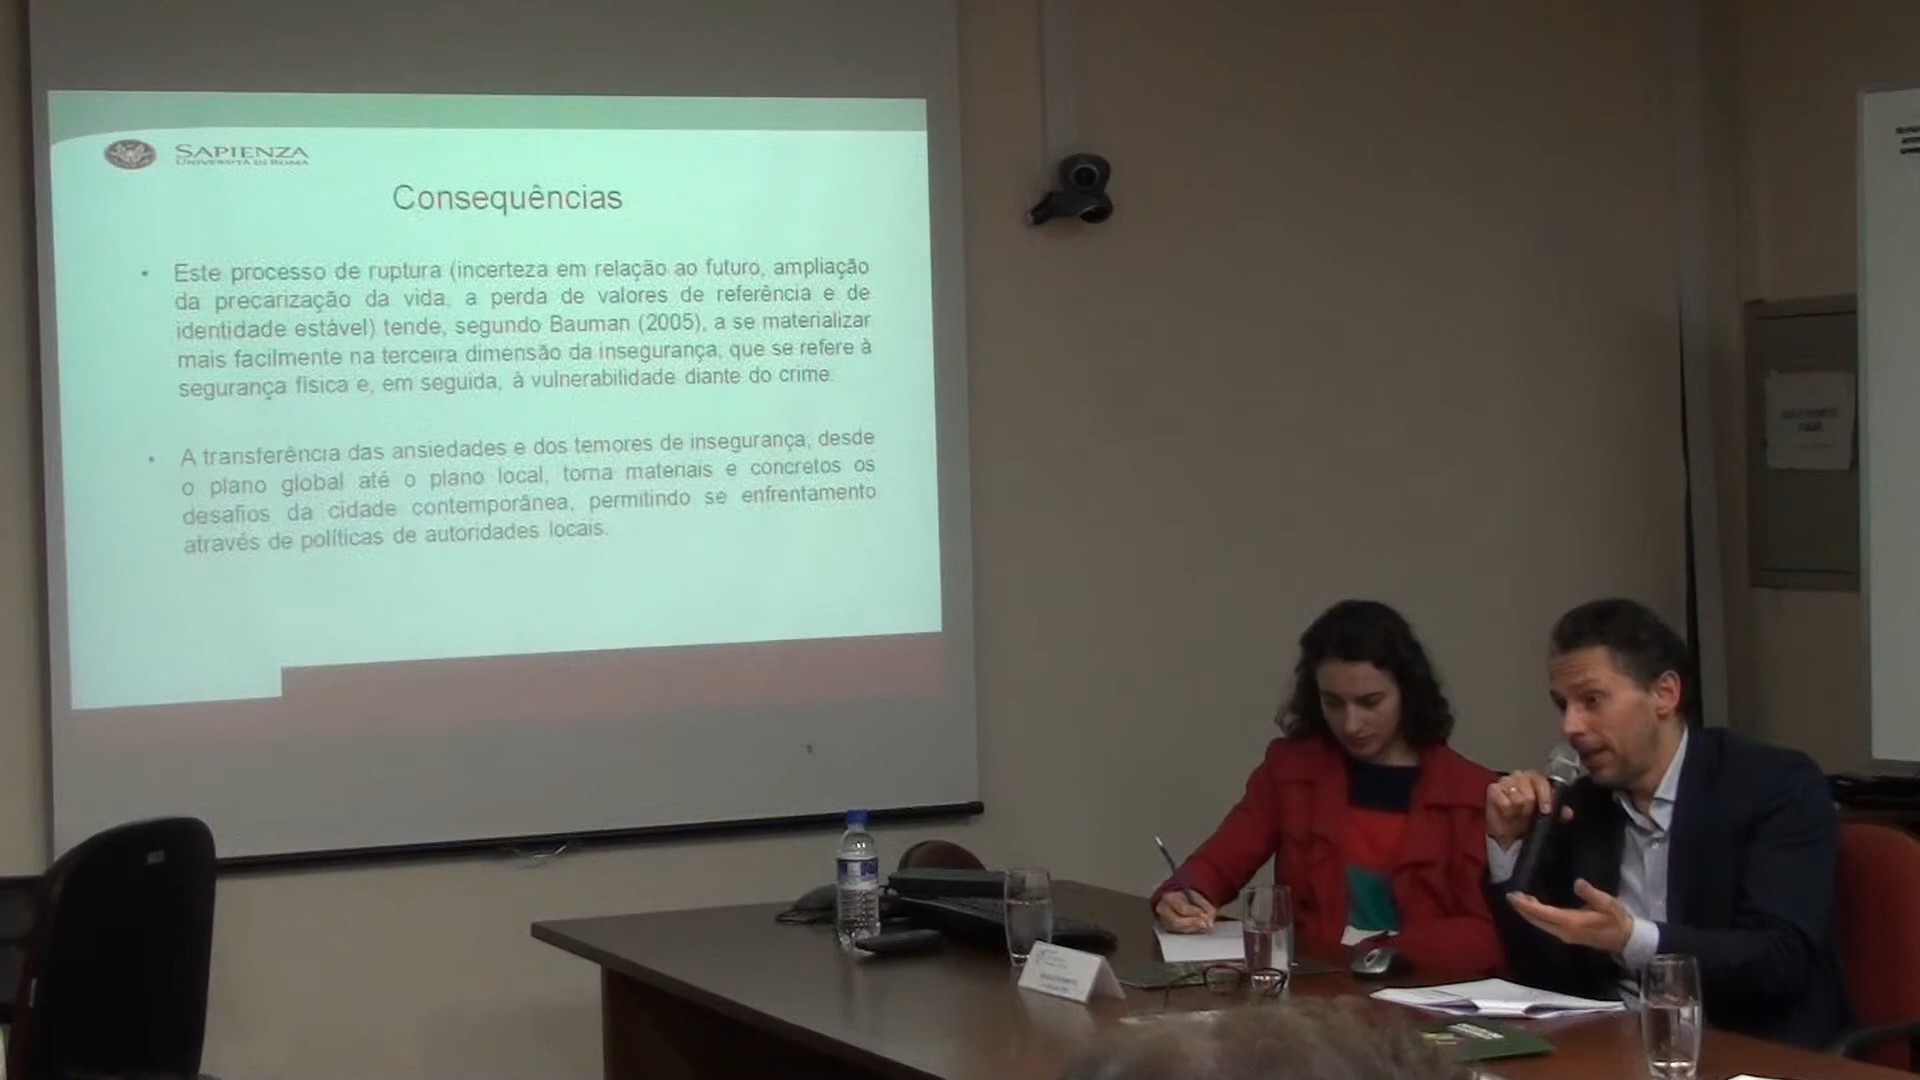 SAPIENZA
UNIVERSITÀ DI ROMA
Consequências
• Este processo de ruptura (incerteza em relação ao futuro, ampliação
da precarização da vida, a perda de valores de referência e de
identidade estável) tende, segundo Bauman (2005), a se materializar
mais facilmente na terceira dimensão da insegurança, que se refere à
segurança física e, em seguida, à vulnerabilidade diante do crime.
• A transferência das ansiedades e dos temores de insegurança, desde
o plano global até o plano local, torna materiais e concretos os
desafios da cidade contemporânea, permitindo se enfrentamento
através de políticas de autoridades locais.